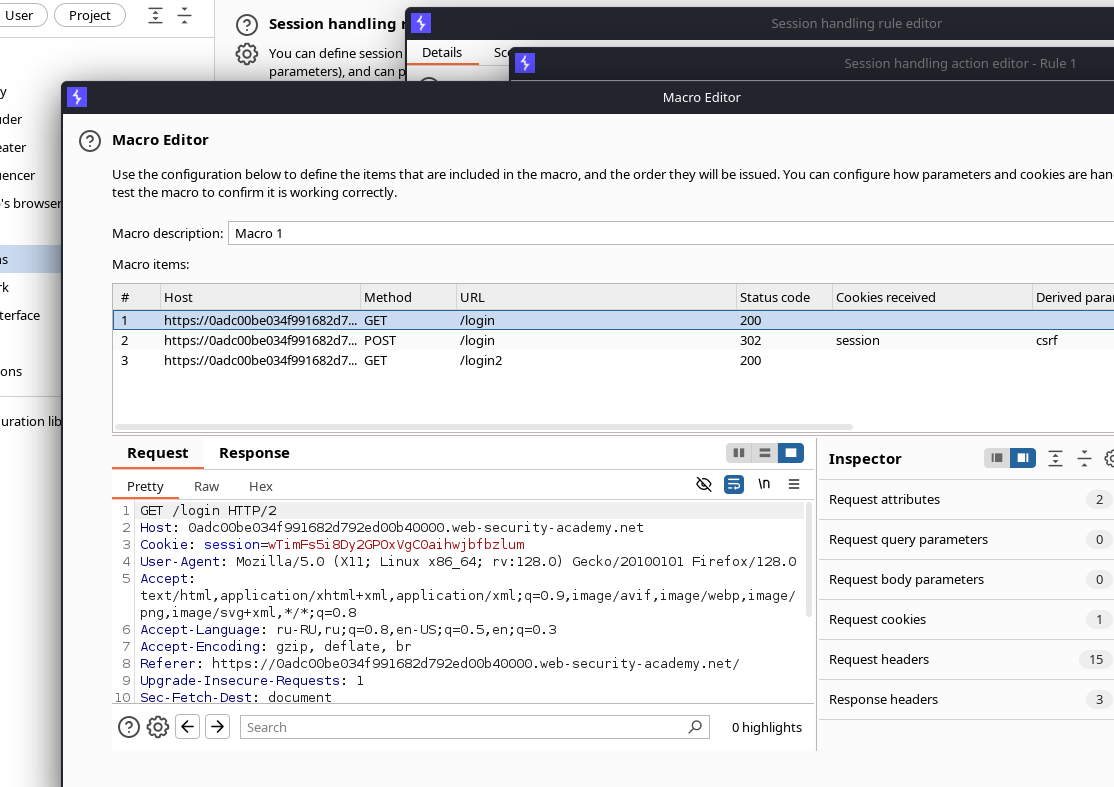 User
Project
Session handling r
You can define session
parameters), and can p
Session handling rule editor
Details
Sc
Session handling action editor - Rule 1
Macro Editor
y
uder
eater
uencer
's browser
ns
rk
terface
ons
uration lib
Macro Editor
Use the configuration below to define the items that are included in the macro, and the order they will be issued. You can configure how parameters and cookies are han
test the macro to confirm it is working correctly.
Macro description: Macro 1
Macro items:
# Host Method URL Status code Cookies received Derived para
1 https://0adc00be034f991682d7... GET /login 200
2 https://0adc00be034f991682d7... POST /login 302 session csrf
3 https://0adc00be034f991682d7... GET /login2 200
Request Response
Pretty Raw Hex
\n
1 GET /login HTTP/2
2 Host: 0adc00be034f991682d792ed00b40000.web-security-academy.net
3 Cookie: session=wTimFs5i8Dy2GPOxVgC0aihwjbfbzlum
4 User-Agent: Mozilla/5.0 (X11; Linux x86_64; rv:128.0) Gecko/20100101 Firefox/128.0
5 Accept:
text/html,application/xhtml+xml,application/xml;q=0.9,image/avif,image/webp,image/
png,image/svg+xml,*/*;q=0.8
6 Accept-Language: ru-RU,ru;q=0.8,en-US;q=0.5,en;q=0.3
7 Accept-Encoding: gzip, deflate, br
8 Referer: https://0adc00be034f991682d792ed00b40000.web-security-academy.net/
9 Upgrade-Insecure-Requests: 1
10 Sec-Fetch-Dest: document
Search
0 highlights
Inspector
Request attributes 2
Request query parameters 0
Request body parameters 0
Request cookies 1
Request headers 15
Response headers 3